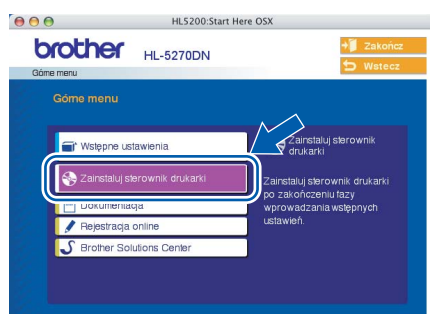 HL5200:Start Here OSX
brother
HL-5270DN
Zakończ
Wstecz
Górne menu
Górne menu
Wstępne ustawienia
Zainstaluj sterownik drukarki
Dokumentacja
Rejestracja online
Brother Solutions Center
Zainstaluj sterownik
drukarki
Zainstaluj sterownik drukarki
po zakończeniu fazy
wprowadzania wstępnych
ustawień.